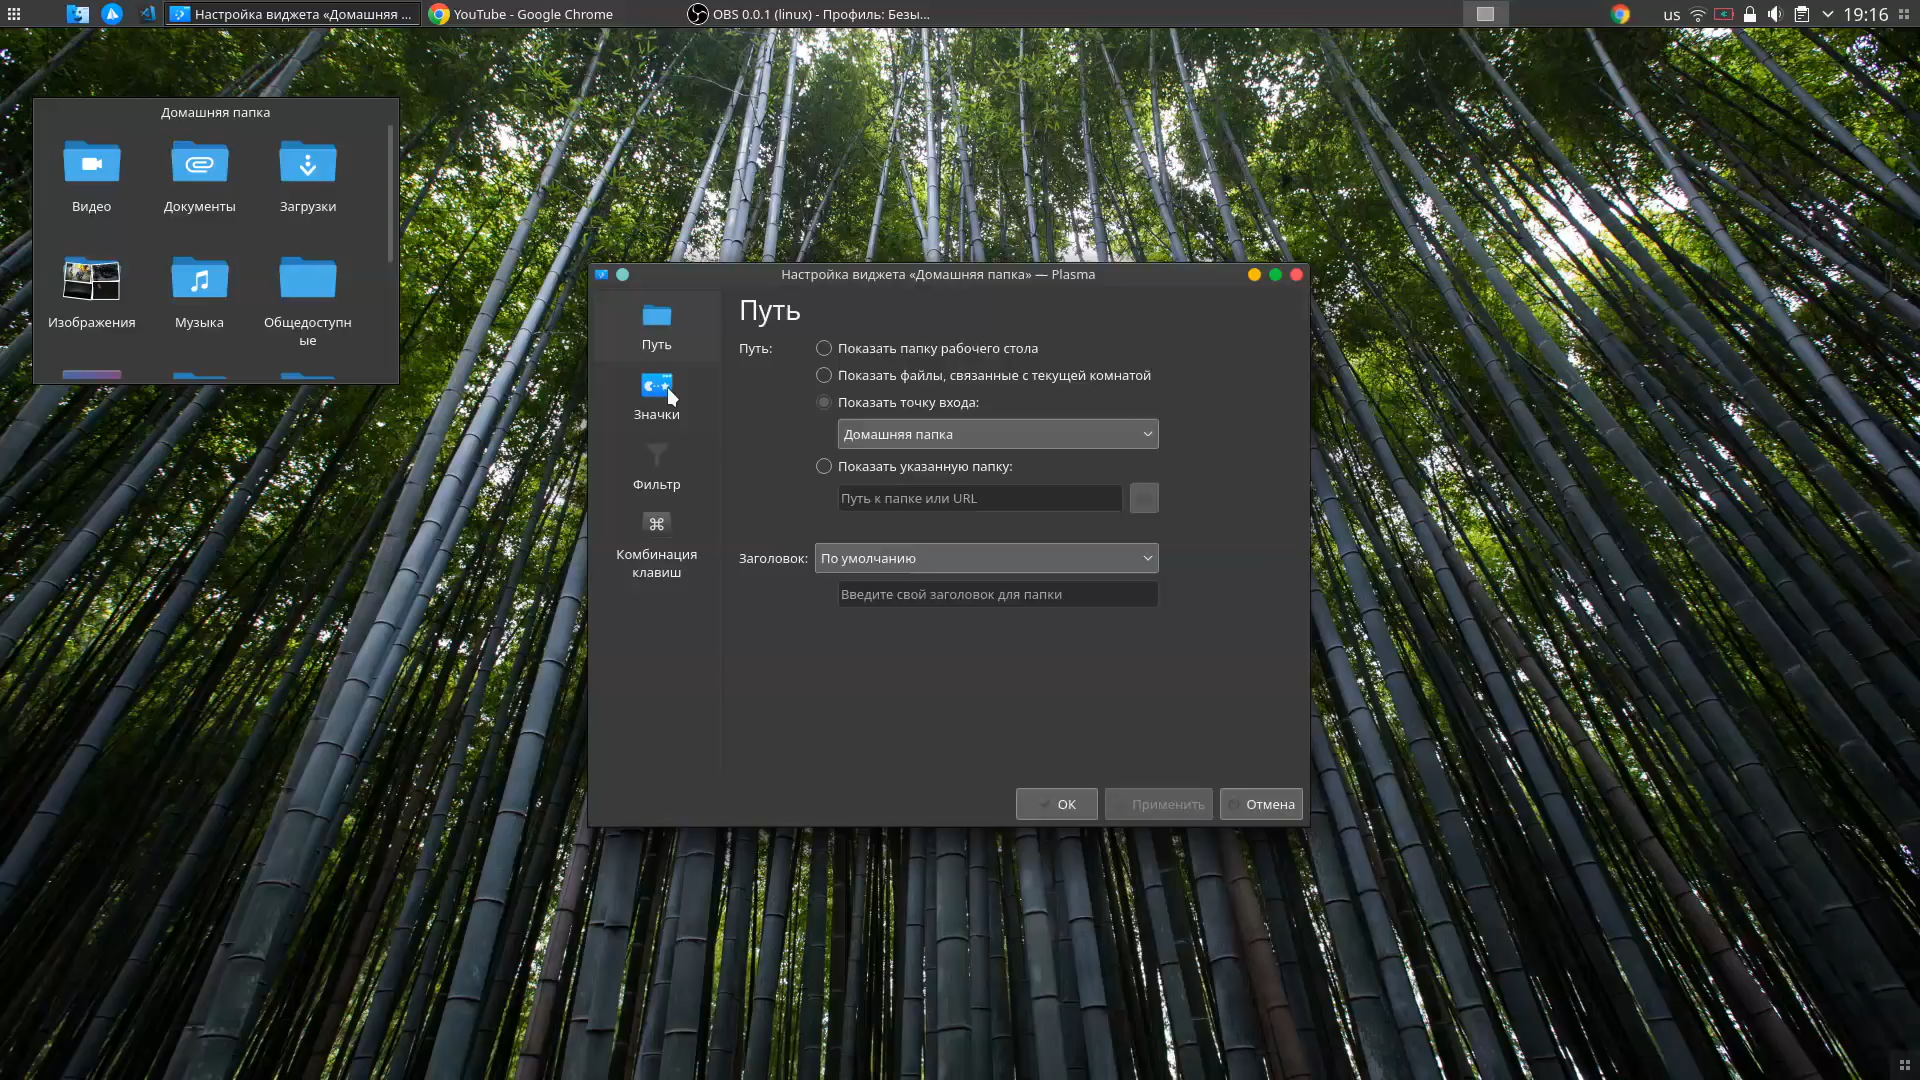 Настройка виджета «Домашняя ...
YouTube - Google Chrome
OBS 0.0.1 (linux) - Профиль: Безы...
us
19:16
Домашняя папка
Видео
Документы
Загрузки
Изображения
Музыка
Общедоступн
ые
Настройка виджета «Домашняя папка» — Plasma
Путь
Значки
Фильтр
Комбинация
клавиш
Путь
Путь:
Показать папку рабочего стола
Показать файлы, связанные с текущей комнатой
Показать точку входа:
Домашняя папка
Показать указанную папку:
Путь к папке или URL
Заголовок:
По умолчанию
Введите свой заголовок для папки
ОК
Применить
Отмена